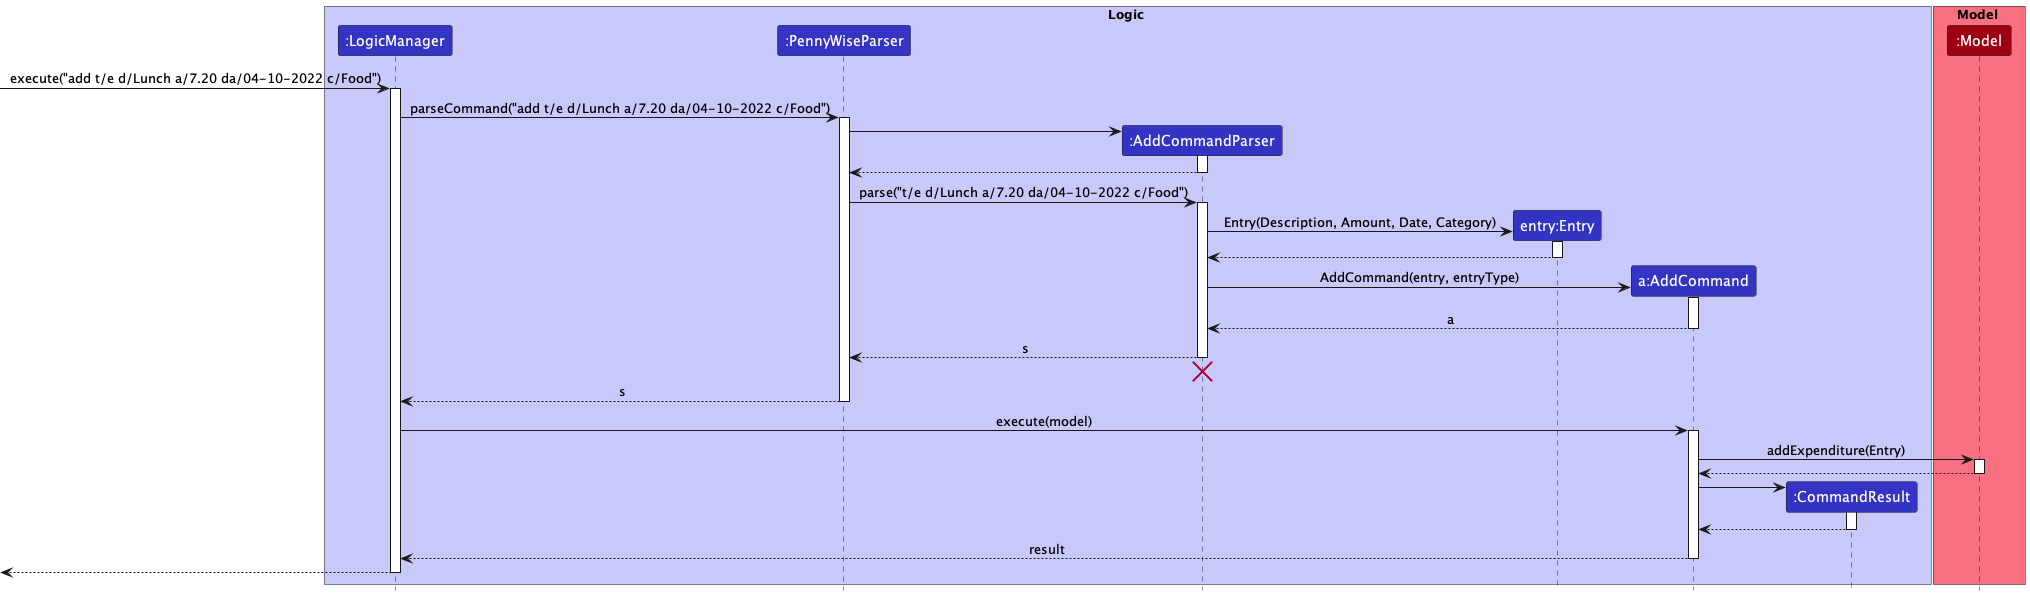 Logic
Model
:LogicManager
:PennyWiseParser
:Model
execute("add t/e d/Lunch a/7.20 da/04-10-2022 c/Food")
parseCommand("add t/e d/Lunch a/7.20 da/04-10-2022 c/Food")
:AddCommandParser
parse("t/e d/Lunch a/7.20 da/04-10-2022 c/Food")
Entry(Description, Amount, Date, Category)
entry:Entry
AddCommand(entry, entryType)
a:AddCommand
a
s
s
execute(model)
addExpenditure(Entry)
:CommandResult
result